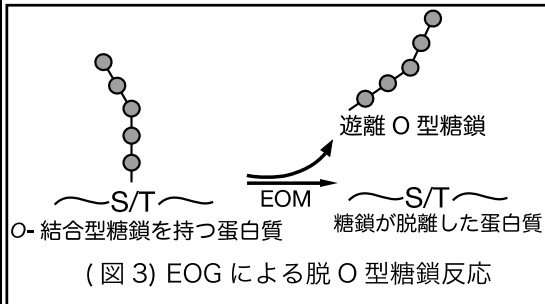 遊離 O 型糖鎖
S/T
EOM
S/T
O- 結合型糖鎖を持つ蛋白質
糖鎖が脱離した蛋白質
( 図 3) EOG による脱 O 型糖鎖反応